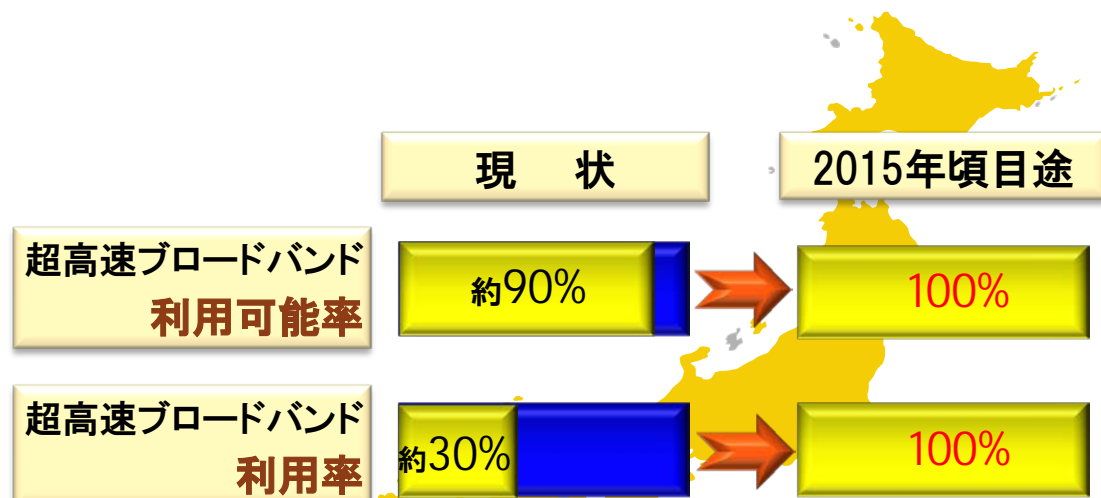 現 状
2015年頃目途
超高速ブロードバンド
利用可能率
約90%
100%
超高速ブロードバンド
利用率
約30%
100%